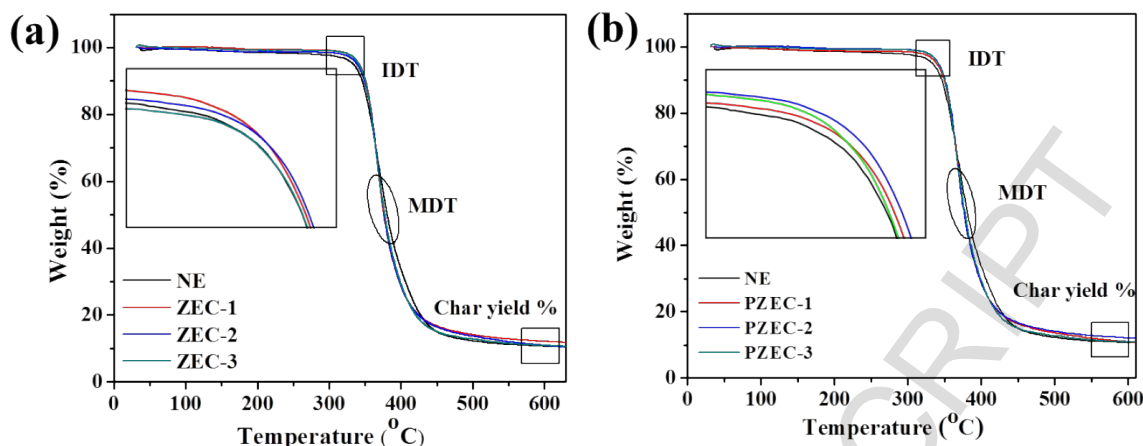 (a)
Weight (%)
100
80
60
40
20
0
IDT
MDT
NE
ZEC-1
ZEC-2
ZEC-3
Char yield %
0
100
200
300
400
500
600
Temperature (°C)
(b)
Weight (%)
100
80
60
40
20
0
IDT
MDT
NE
PZEC-1
PZEC-2
PZEC-3
Char yield %
0
100
200
300
400
500
600
Temperature (°C)
CRIPT